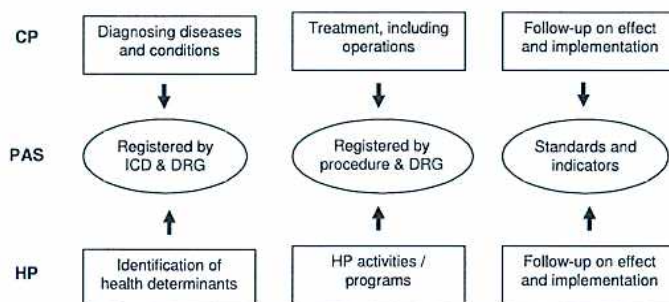 CP
Diagnosing diseases
and conditions
Treatment, including
operations
Follow-up on effect
and implementation
PAS
Registered by
ICD & DRG
Registered by
procedure & DRG
Standards and
indicators
HP
Identification of
health determinants
HP activities /
programs
Follow-up on effect
and implementation